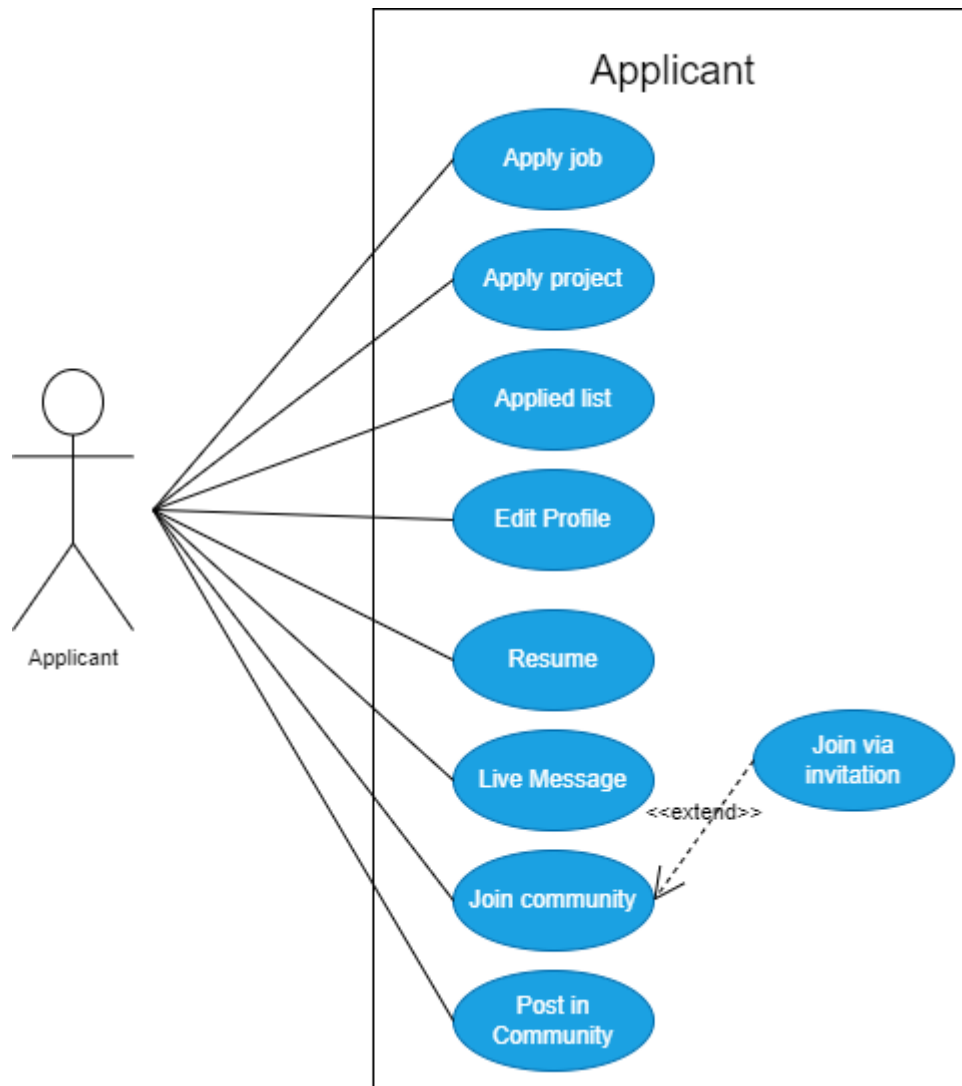 Applicant
Apply job
Apply project
Applied list
Edit Profile
Applicant
Resume
Live Message
Join via
invitation
<<extend>>
Join community
Post in
Community